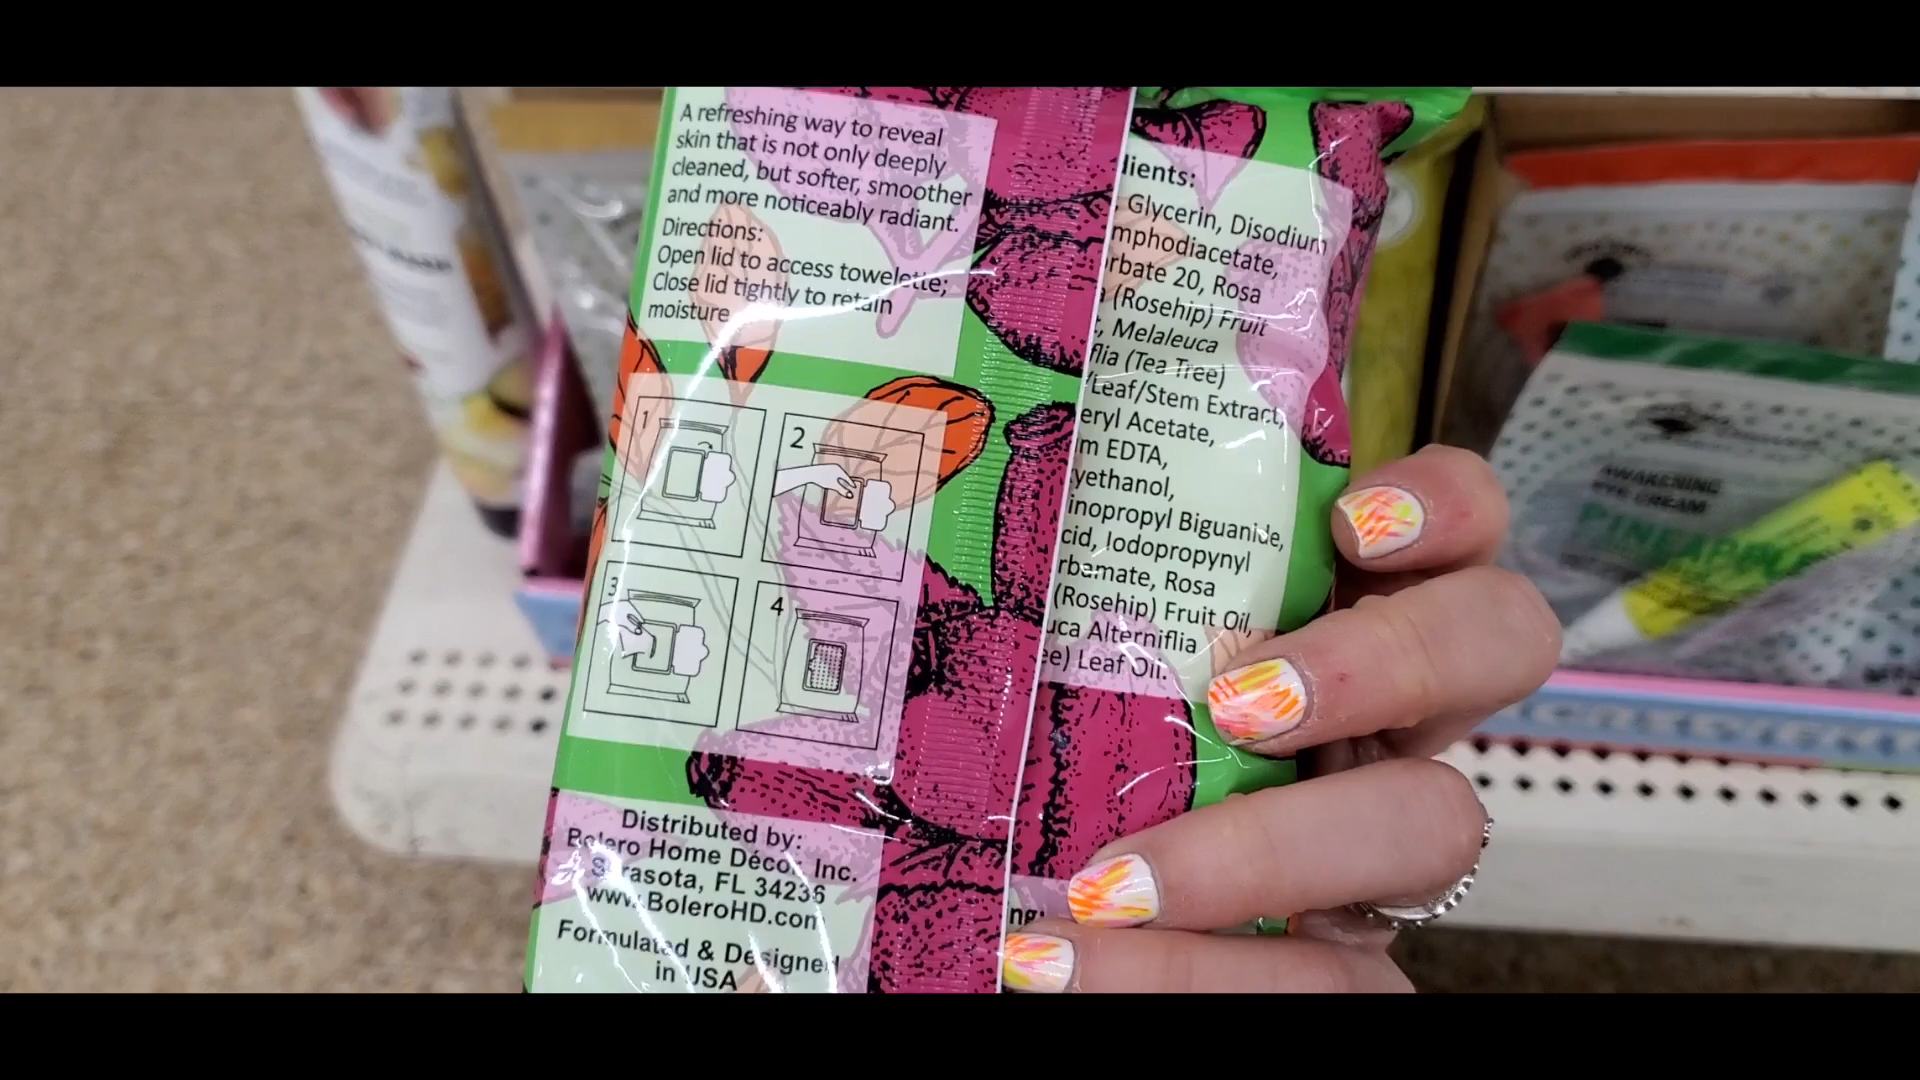 A refreshing way to reveal
skin that is not only deeply
cleaned, but softer, smoother
and more noticeably radiant.
Directions:
Open lid to access towelette;
Close lid tightly to retain
moisture
1
2
3
4
Distributed by:
Bolero Home Décor, Inc.
Sarasota, FL 34236
www.BoleroHD.com
Formulated & Designed
in USA
dients:
Glycerin, Disodium
mphodiacetate,
rbate 20, Rosa
(Rosehip) Fruit
, Melaleuca
flia (Tea Tree)
/Leaf/Stem Extract,
eryl Acetate,
m EDTA,
yethanol,
inopropyl Biguanide,
cid, Iodopropynyl
rbamate, Rosa
(Rosehip) Fruit Oil,
uca Alterniflia
ee) Leaf Oil.
ng:
AWAKENING
EYE CREAM
PINEAPPLE